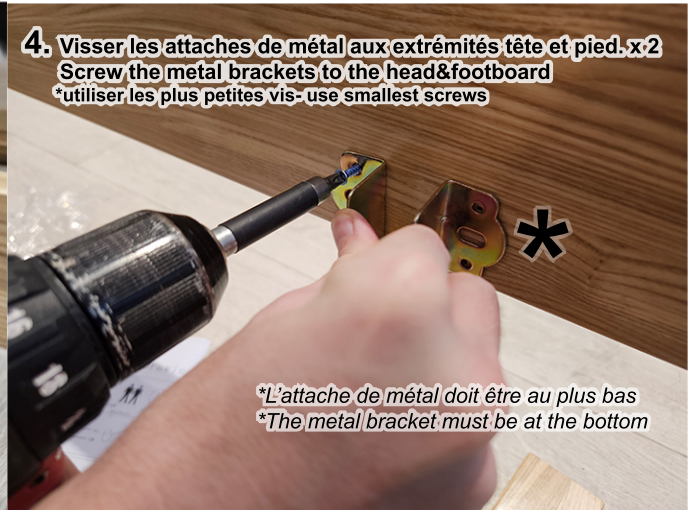 4. Visser les attaches de métal aux extrémités tête et pied. x 2
Screw the metal brackets to the head&footboard
*utiliser les plus petites vis- use smallest screws
*
*L'attache de métal doit être au plus bas
*The metal bracket must be at the bottom
16
18